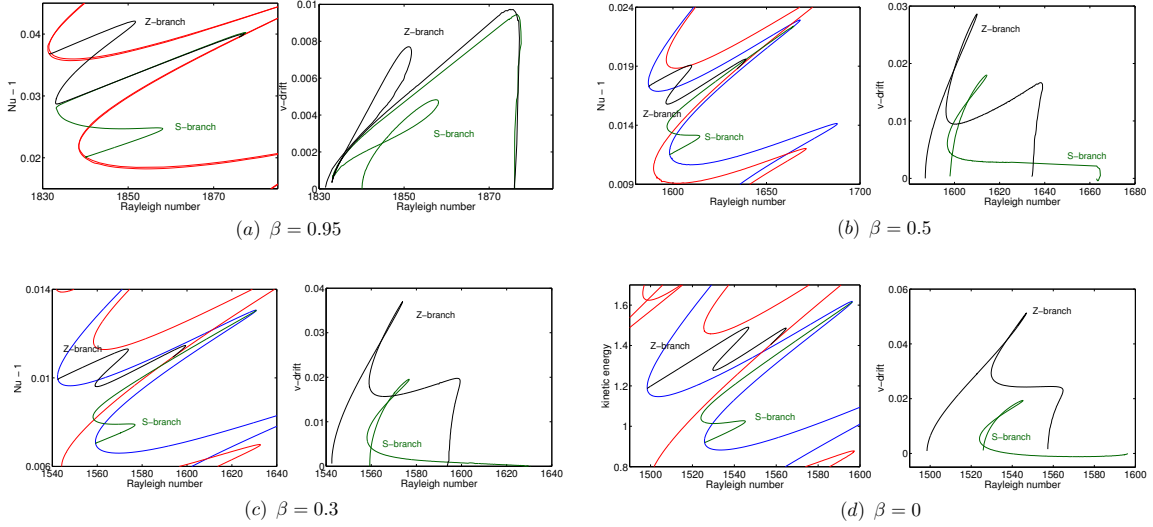 0.04
0.03
0.02
Nu − 1
Z−branch
S−branch
1830
1850
1870
Rayleigh number
0.01
0.008
0.006
0.004
0.002
0
v−drift
Z−branch
S−branch
1830
1850
1870
Rayleigh number
(a) β = 0.95
0.024
0.019
0.014
0.009
Nu − 1
Z−branch
S−branch
1600
1650
1700
Rayleigh number
0.03
0.02
0.01
0
v−drift
Z−branch
S−branch
1580
1600
1620
1640
1660
1680
Rayleigh number
(b) β = 0.5
0.014
0.01
0.006
Nu − 1
Z−branch
S−branch
1540
1560
1580
1600
1620
1640
Rayleigh number
0.04
0.03
0.02
0.01
0
v−drift
Z−branch
S−branch
1540
1560
1580
1600
1620
1640
Rayleigh number
(c) β = 0.3
1.6
1.4
1.2
1
0.8
kinetic energy
Z−branch
S−branch
1500
1520
1540
1560
1580
1600
Rayleigh number
0.06
0.04
0.02
0
v−drift
Z−branch
S−branch
1500
1520
1540
1560
1580
1600
Rayleigh number
(d) β = 0